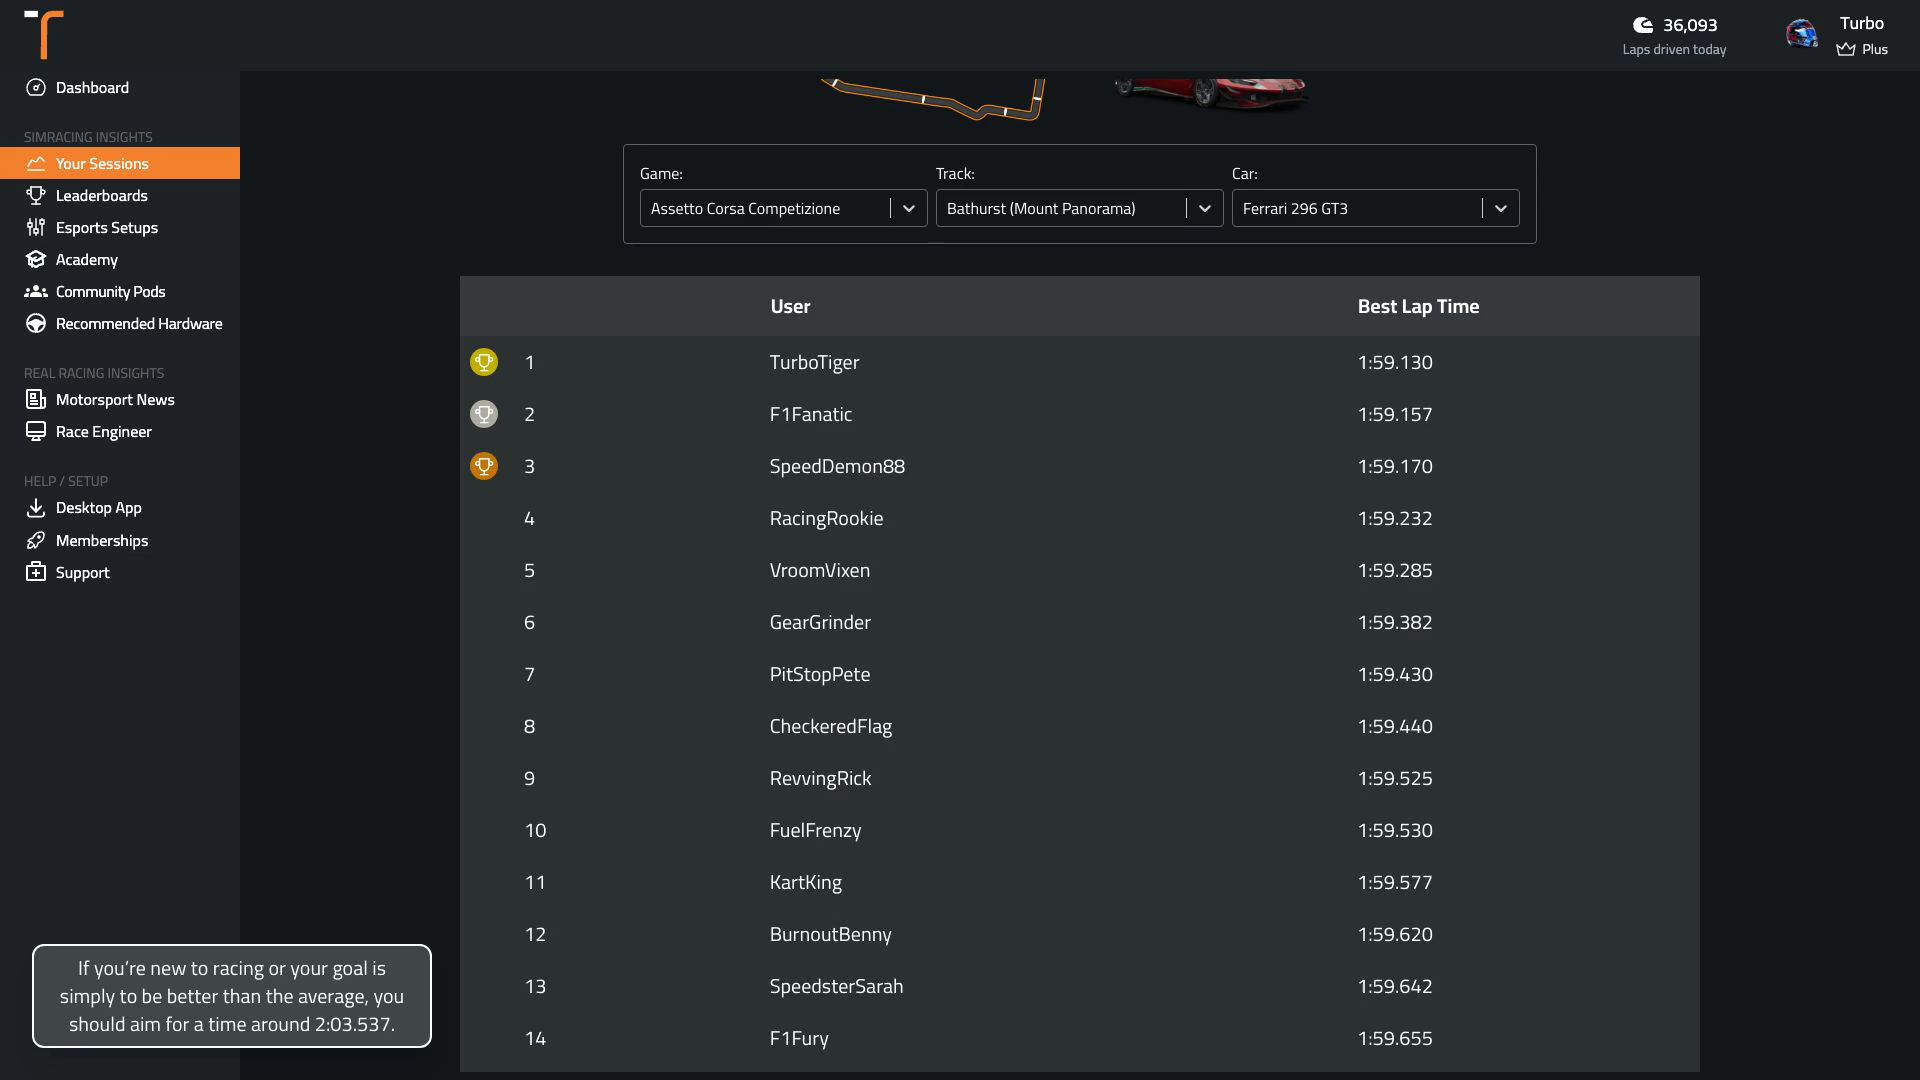 36,093
Laps driven today
Turbo
Plus
Dashboard
SIMRACING INSIGHTS
Your Sessions
Leaderboards
Esports Setups
Academy
Community Pods
Recommended Hardware
REAL RACING INSIGHTS
Motorsport News
Race Engineer
HELP / SETUP
Desktop App
Memberships
Support
Game: Track: Car:
Assetto Corsa Competizione Bathurst (Mount Panorama) Ferrari 296 GT3
User Best Lap Time
1 TurboTiger 1:59.130
2 F1Fanatic 1:59.157
3 SpeedDemon88 1:59.170
4 RacingRookie 1:59.232
5 VroomVixen 1:59.285
6 GearGrinder 1:59.382
7 PitStopPete 1:59.430
8 CheckeredFlag 1:59.440
9 RevvingRick 1:59.525
10 FuelFrenzy 1:59.530
11 KartKing 1:59.577
12 BurnoutBenny 1:59.620
13 SpeedsterSarah 1:59.642
14 F1Fury 1:59.655
If you’re new to racing or your goal is
simply to be better than the average, you
should aim for a time around 2:03.537.